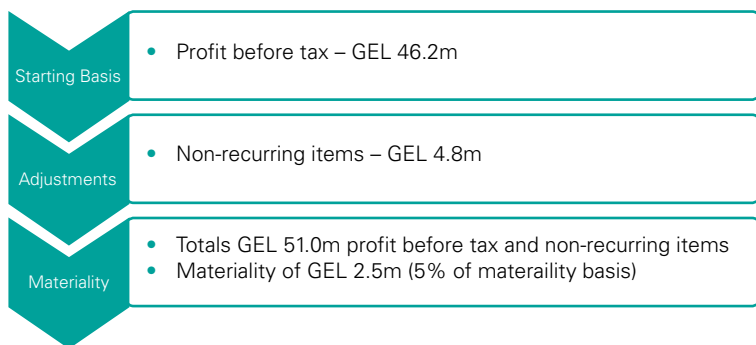 Starting Basis
• Profit before tax – GEL 46.2m
Adjustments
• Non-recurring items – GEL 4.8m
Materiality
• Totals GEL 51.0m profit before tax and non-recurring items
• Materiality of GEL 2.5m (5% of materaility basis)